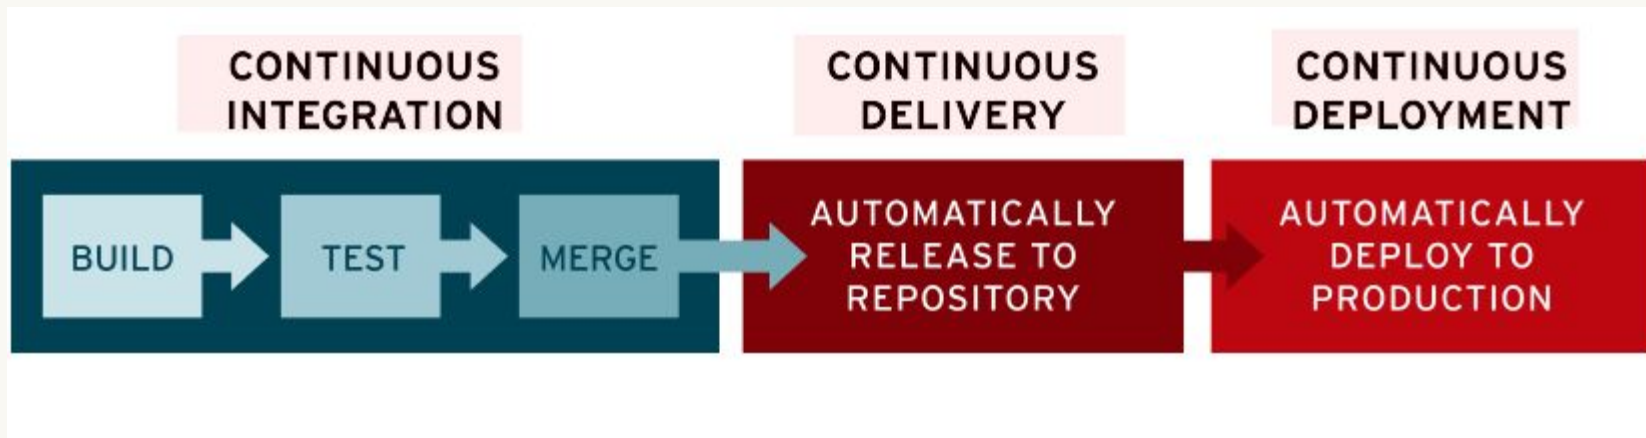 CONTINUOUS
INTEGRATION
CONTINUOUS
DELIVERY
CONTINUOUS
DEPLOYMENT
BUILD
TEST
MERGE
AUTOMATICALLY
RELEASE TO
REPOSITORY
AUTOMATICALLY
DEPLOY TO
PRODUCTION